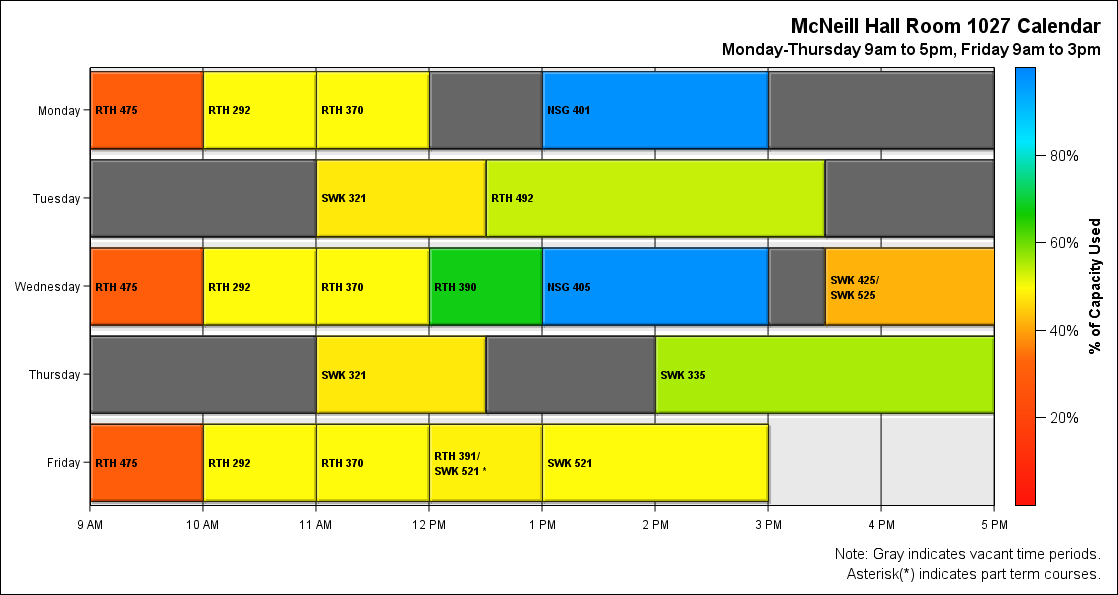 McNeill Hall Room 1027 Calendar
Monday-Thursday 9am to 5pm, Friday 9am to 3pm
Monday
RTH 475
RTH 292
RTH 370
NSG 401
Tuesday
SWK 321
RTH 492
Wednesday
RTH 475
RTH 292
RTH 370
RTH 390
NSG 405
SWK 425/
SWK 525
Thursday
SWK 321
SWK 335
Friday
RTH 475
RTH 292
RTH 370
RTH 391/
SWK 521 *
SWK 521
9 AM
10 AM
11 AM
12 PM
1 PM
2 PM
3 PM
4 PM
5 PM
80%
60%
40%
20%
% of Capacity Used
Note: Gray indicates vacant time periods.
Asterisk(*) indicates part term courses.